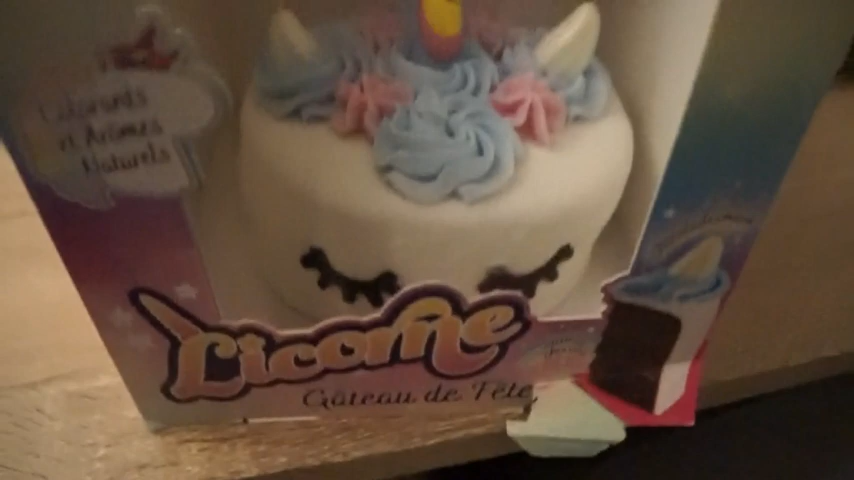 Colorants
et Arômes
Naturels
Licorne
Gâteau de Fête